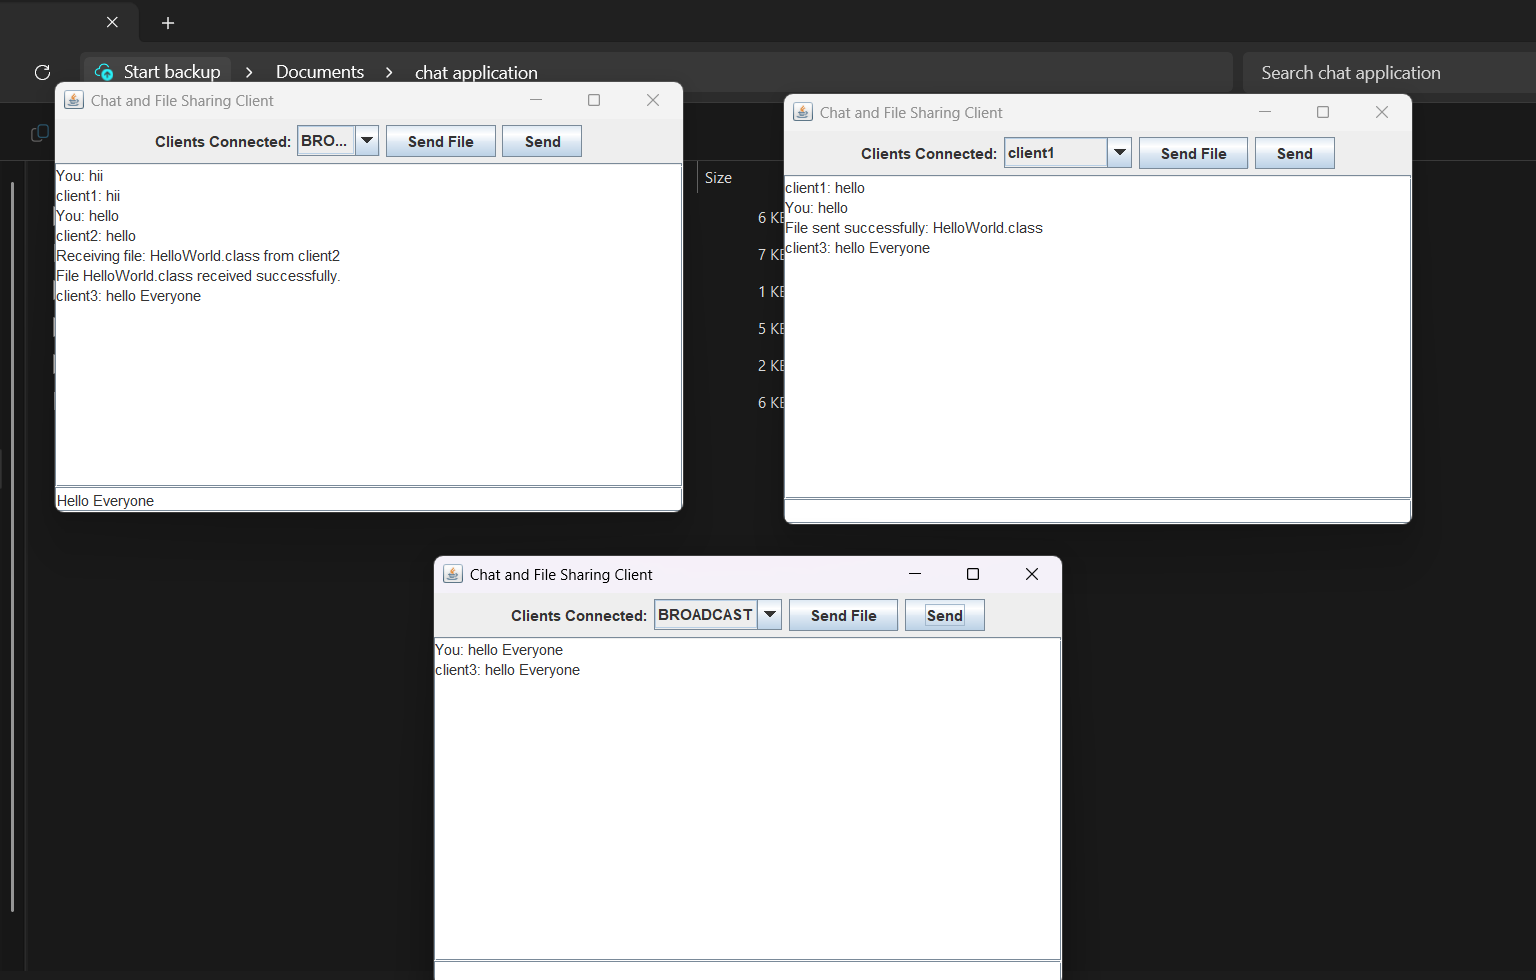 Start backup > Documents > chat application
Search chat application
Chat and File Sharing Client
Clients Connected: BRO... Send File Send
You: hii
client1: hii
You: hello
client2: hello
Receiving file: HelloWorld.class from client2
File HelloWorld.class received successfully.
client3: hello Everyone
Hello Everyone
Size
6 KB
7 KB
1 KB
5 KB
2 KB
6 KB
Chat and File Sharing Client
Clients Connected: client1 Send File Send
client1: hello
You: hello
File sent successfully: HelloWorld.class
client3: hello Everyone
Chat and File Sharing Client
Clients Connected: BROADCAST Send File Send
You: hello Everyone
client3: hello Everyone